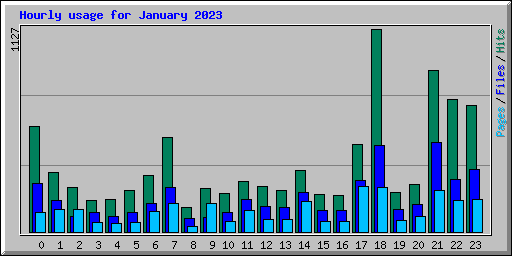 Hourly usage for January 2023
1127
Pages / Files / Hits
0 1 2 3 4 5 6 7 8 9 10 11 12 13 14 15 16 17 18 19 20 21 22 23